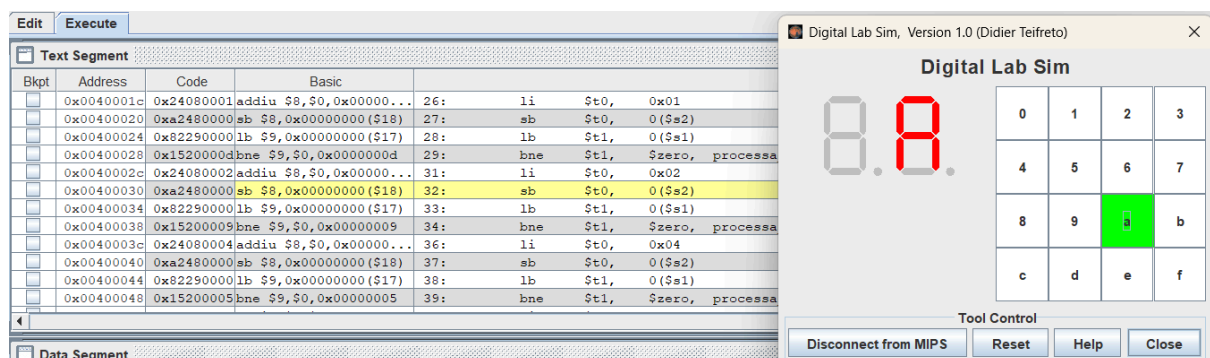 Edit Execute
Text Segment
Bkpt Address Code Basic
0x0040001c 0x24080001 addiu $8,$0,0x00000... 26: li $t0, 0x01
0x00400020 0xa2480000 sb $8,0x00000000($18) 27: sb $t0, 0($s2)
0x00400024 0x82290000 lb $9,0x00000000($17) 28: lb $t1, 0($s1)
0x00400028 0x1520000d bne $9,$0,0x0000000d 29: bne $t1, $zero, processa
0x0040002c 0x24080002 addiu $8,$0,0x00000... 31: li $t0, 0x02
0x00400030 0xa2480000 sb $8,0x00000000($18) 32: sb $t0, 0($s2)
0x00400034 0x82290000 lb $9,0x00000000($17) 33: lb $t1, 0($s1)
0x00400038 0x15200009 bne $9,$0,0x00000009 34: bne $t1, $zero, processa
0x0040003c 0x24080004 addiu $8,$0,0x00000... 36: li $t0, 0x04
0x00400040 0xa2480000 sb $8,0x00000000($18) 37: sb $t0, 0($s2)
0x00400044 0x82290000 lb $9,0x00000000($17) 38: lb $t1, 0($s1)
0x00400048 0x15200005 bne $9,$0,0x00000005 39: bne $t1, $zero, processa
Data Segment
Digital Lab Sim, Version 1.0 (Didier Teifreto)
Digital Lab Sim
8. A.
0 1 2 3
4 5 6 7
8 9 a b
c d e f
Tool Control
Disconnect from MIPS Reset Help Close